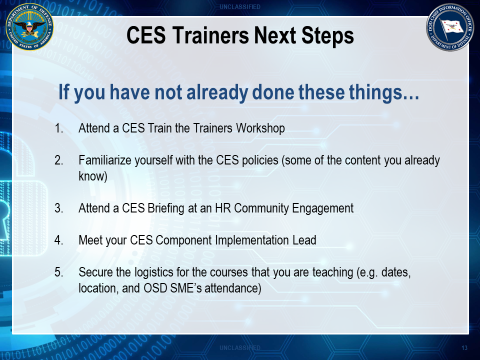 UNCLASSIFIED
CES Trainers Next Steps
If you have not already done these things…
1. Attend a CES Train the Trainers Workshop
2. Familiarize yourself with the CES policies (some of the content you already
know)
3. Attend a CES Briefing at an HR Community Engagement
4. Meet your CES Component Implementation Lead
5. Secure the logistics for the courses that you are teaching (e.g. dates,
location, and OSD SME's attendance)
UNCLASSIFIED